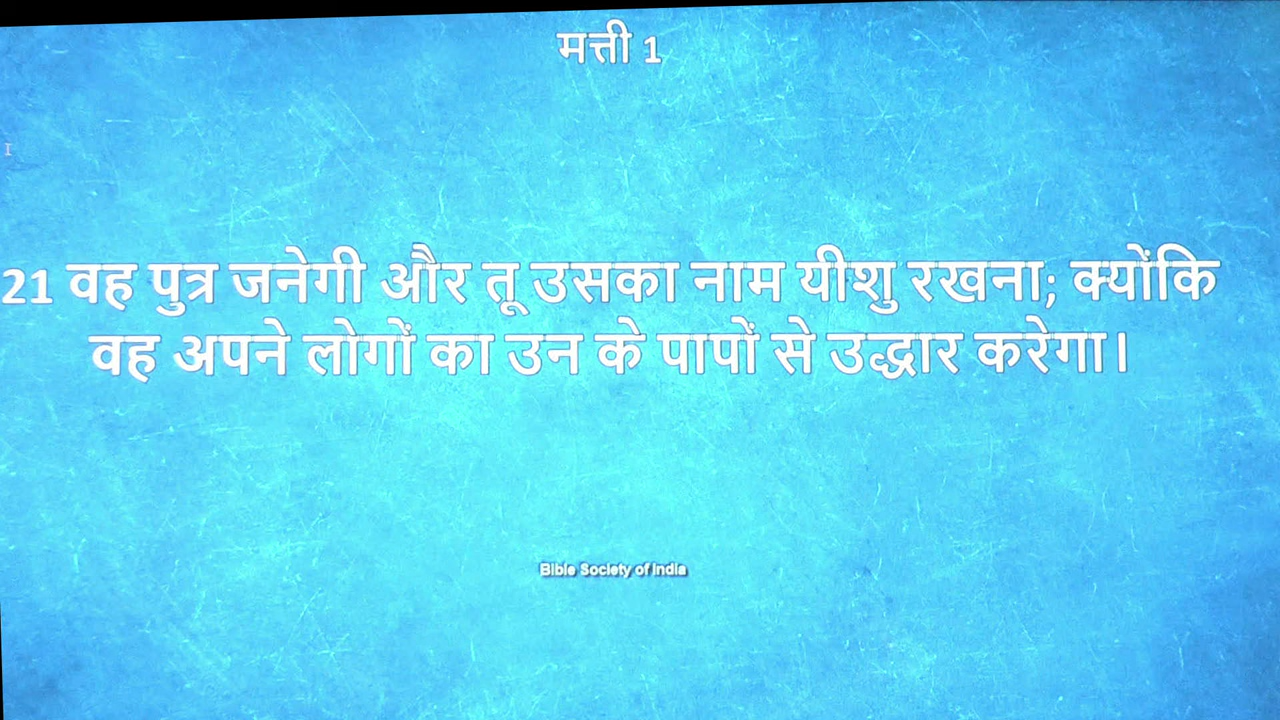 मत्ती 1
21 वह पुत्र जनेगी और तू उसका नाम यीशु रखना; क्योंकि
वह अपने लोगों का उन के पापों से उद्धार करेगा।
Bible Society of India